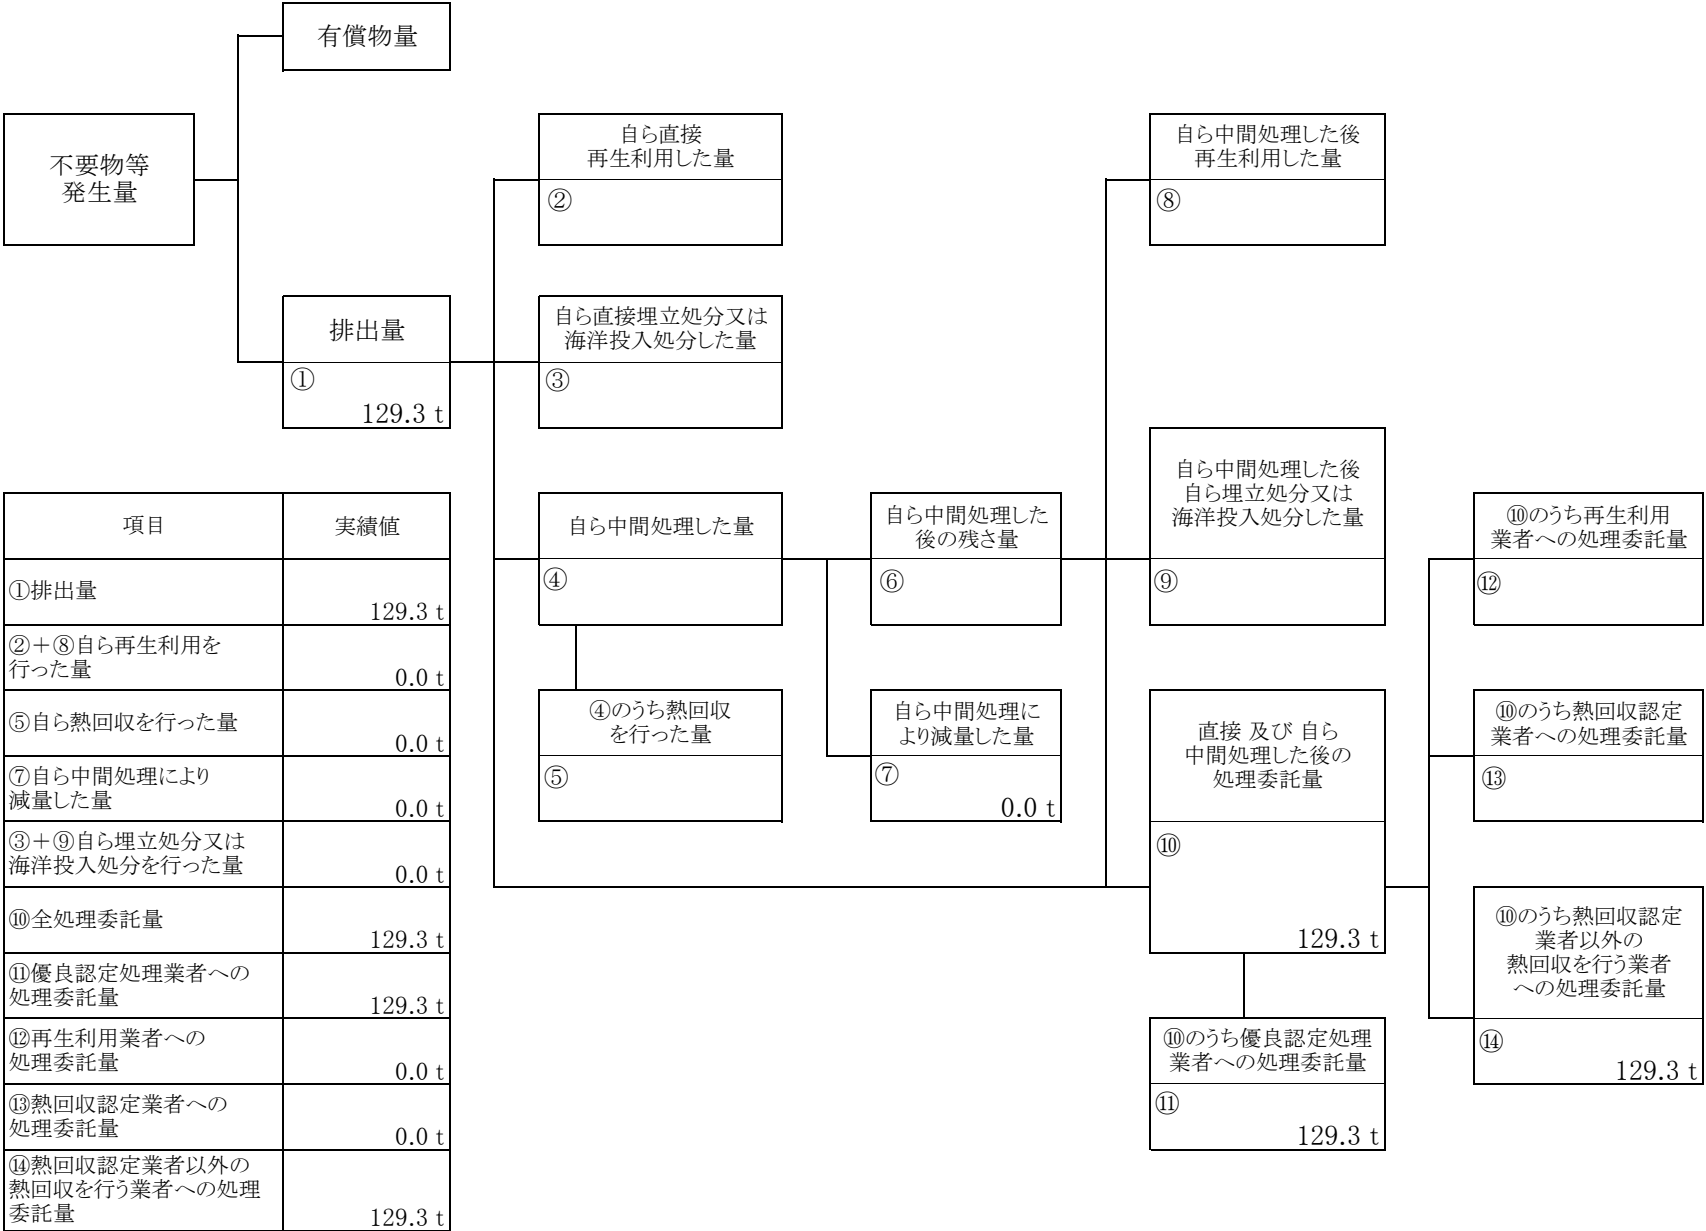 有償物量
不要物等
発生量
自ら直接
再生利用した量
②
自ら中間処理した後
再生利用した量
⑧
排出量
①
129.3 t
自ら直接埋立処分又は
海洋投入処分した量
③
自ら中間処理した量
④
自ら中間処理した
後の残さ量
⑥
自ら中間処理した後
自ら埋立処分又は
海洋投入処分した量
⑨
⑩のうち再生利用
業者への処理委託量
⑫
④のうち熱回収
を行った量
⑤
自ら中間処理に
より減量した量
⑦
0.0 t
直接 及び 自ら
中間処理した後の
処理委託量
⑩
129.3 t
⑩のうち熱回収認定
業者への処理委託量
⑬
⑩のうち熱回収認定
業者以外の
熱回収を行う業者
への処理委託量
⑭
129.3 t
⑩のうち優良認定処理
業者への処理委託量
⑪
129.3 t
項目 実績値
①排出量
129.3 t
②＋⑧自ら再生利用を
行った量
0.0 t
⑤自ら熱回収を行った量
0.0 t
⑦自ら中間処理により
減量した量
0.0 t
③＋⑨自ら埋立処分又は
海洋投入処分を行った量
0.0 t
⑩全処理委託量
129.3 t
⑪優良認定処理業者への
処理委託量
129.3 t
⑫再生利用業者への
処理委託量
0.0 t
⑬熱回収認定業者への
処理委託量
0.0 t
⑭熱回収認定業者以外の
熱回収を行う業者への処理
委託量
129.3 t